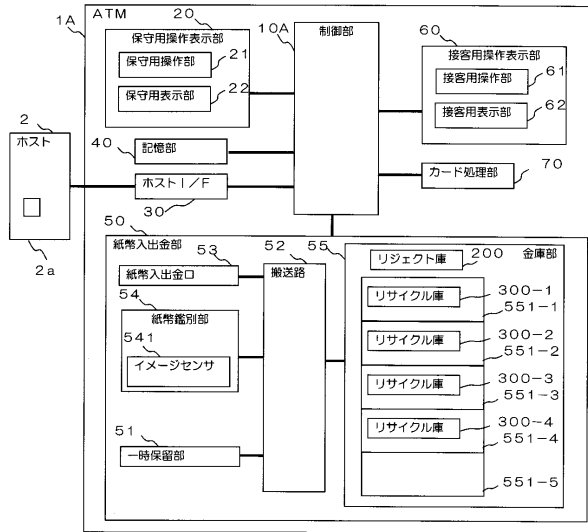 1A
ATM
20
保守用操作表示部
保守用操作部
21
保守用表示部
22
10A
制御部
60
接客用操作表示部
接客用操作部
61
接客用表示部
62
2
ホスト
2a
40
記憶部
ホストI/F
30
カード処理部
70
50
紙幣入出金部
53
紙幣入出金口
52
搬送路
54
紙幣鑑別部
541
イメージセンサ
51
一時保留部
55
金庫部
リジェクト庫
200
リサイクル庫
300-1
551-1
リサイクル庫
300-2
551-2
リサイクル庫
300-3
551-3
リサイクル庫
300-4
551-4
551-5